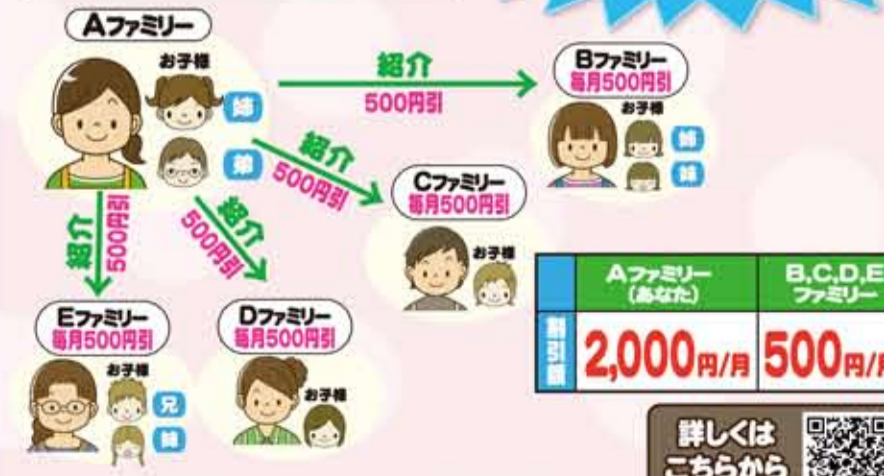 Aファミリー
お子様
姉
弟
紹介
500円引
Bファミリー
毎月500円引
お子様
姉
妹
紹介
500円引
Cファミリー
毎月500円引
お子様
紹介
500円引
紹介
500円引
Eファミリー
毎月500円引
お子様
兄
妹
Dファミリー
毎月500円引
お子様
Aファミリー
(あなた)
B,C,D,E
ファミリー
割引額
2,000円/月
500円/月
詳しくは
こちらから